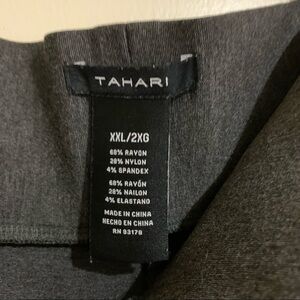 TAHARI
XXL/2XG
68% RAYON
28% NYLON
4% SPANDEX
68% RAYÓN
28% NAILON
4% ELASTANO
MADE IN CHINA
HECHO EN CHINA
RN 93178